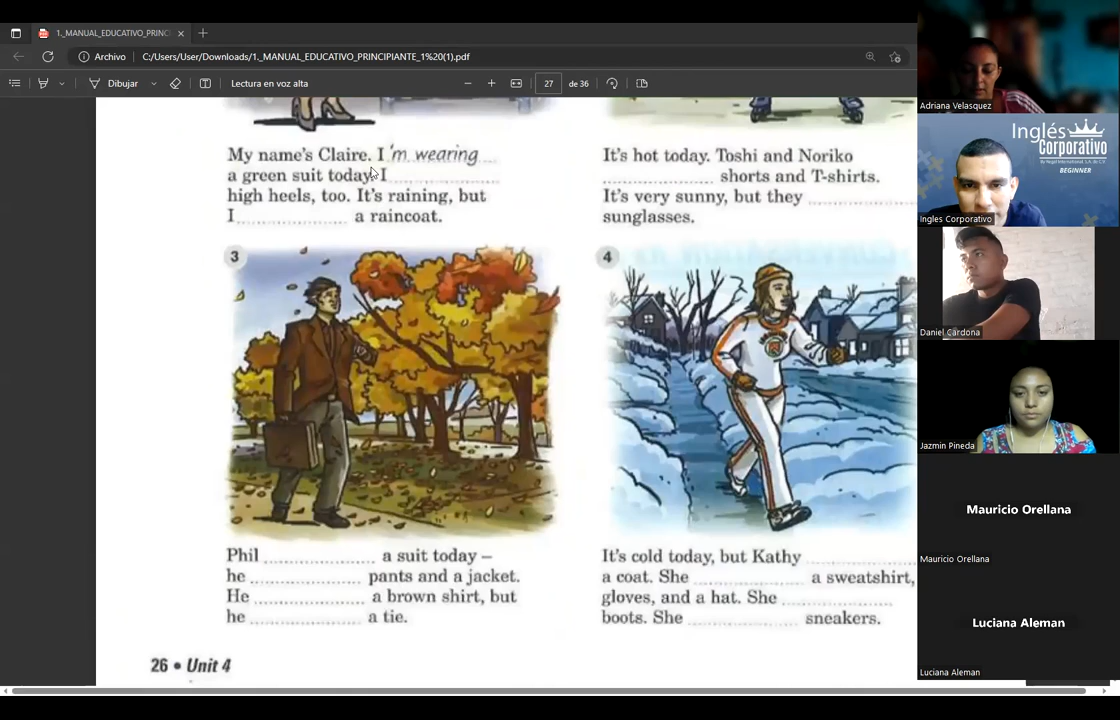 1._MANUAL_EDUCATIVO_PRINC
Archivo
C:/Users/User/Downloads/1._MANUAL_EDUCATIVO_PRINCIPIANTE_1%20(1).pdf
Dibujar
Lectura en voz alta
27
de 36
My name's Claire. I 'm wearing
a green suit today. I
high heels, too. It's raining, but
I a raincoat.
It's hot today. Toshi and Noriko
shorts and T-shirts.
It's very sunny, but they
sunglasses.
3
Phil a suit today –
he pants and a jacket.
He a brown shirt, but
he a tie.
4
It's cold today, but Kathy
a coat. She a sweatshirt,
gloves, and a hat. She
boots. She sneakers.
26 • Unit 4
Adriana Velasquez
Inglés
Corporativo
By Nogal International S.A. de C.V.
BEGINNER
Ingles Corporativo
Daniel Cardona
Jazmin Pineda
Mauricio Orellana
Mauricio Orellana
Luciana Aleman
Luciana Aleman